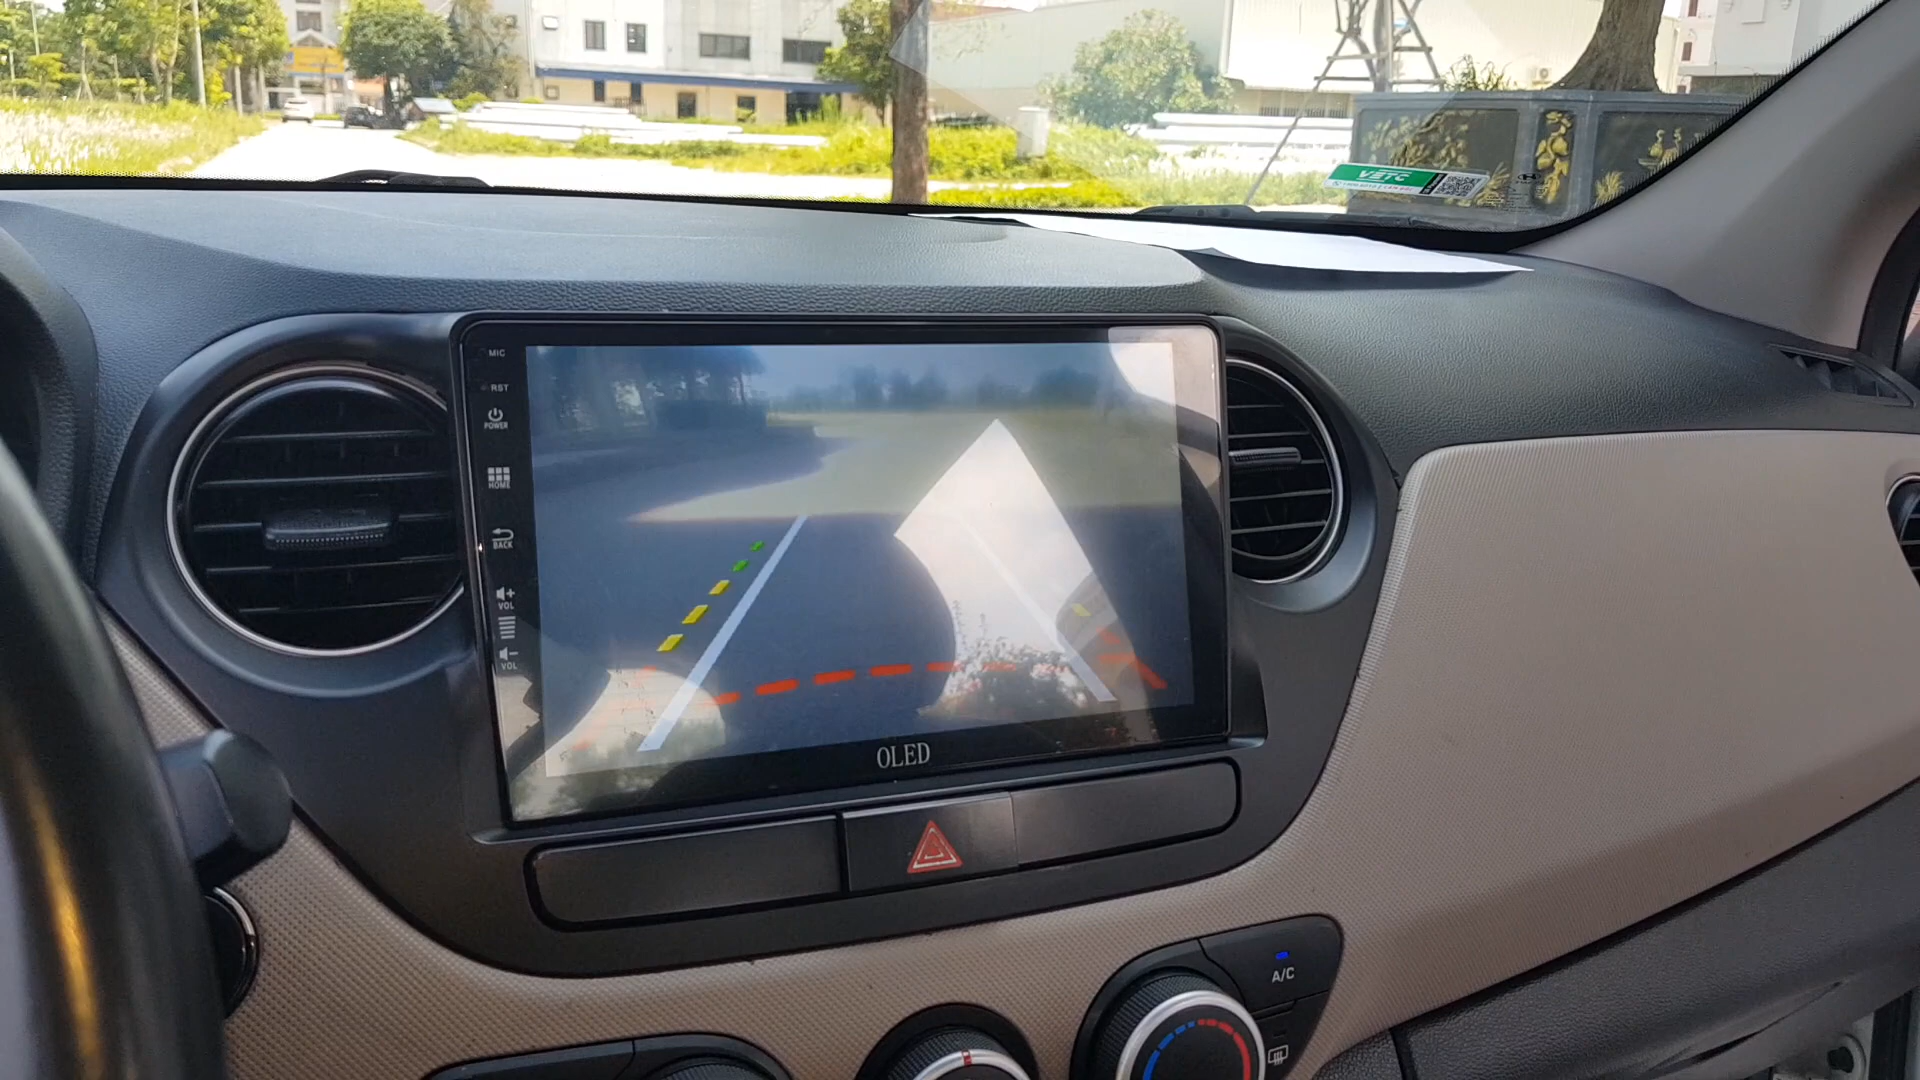 VETC
MIC
RST
POWER
HOME
BACK
VOL
VOL
OLED
A/C